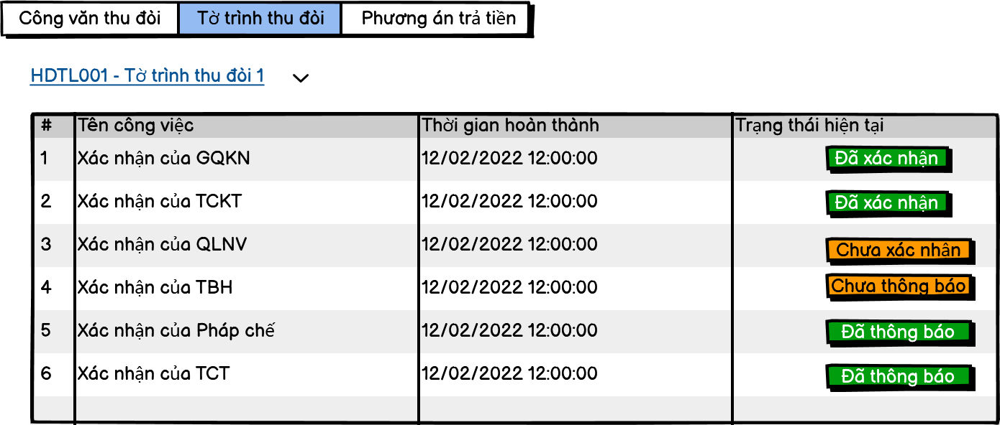 Công văn thu đòi Tờ trình thu đòi Phương án trả tiền
HDTL001 - Tờ trình thu đòi 1
# Tên công việc Thời gian hoàn thành Trạng thái hiện tại
1 Xác nhận của GQKN 12/02/2022 12:00:00 Đã xác nhận
2 Xác nhận của TCKT 12/02/2022 12:00:00 Đã xác nhận
3 Xác nhận của QLNV 12/02/2022 12:00:00 Chưa xác nhân
4 Xác nhận của TBH 12/02/2022 12:00:00 Chưa thông báo
5 Xác nhận của Pháp chế 12/02/2022 12:00:00 Đã thông báo
6 Xác nhận của TCT 12/02/2022 12:00:00 Đã thông báo